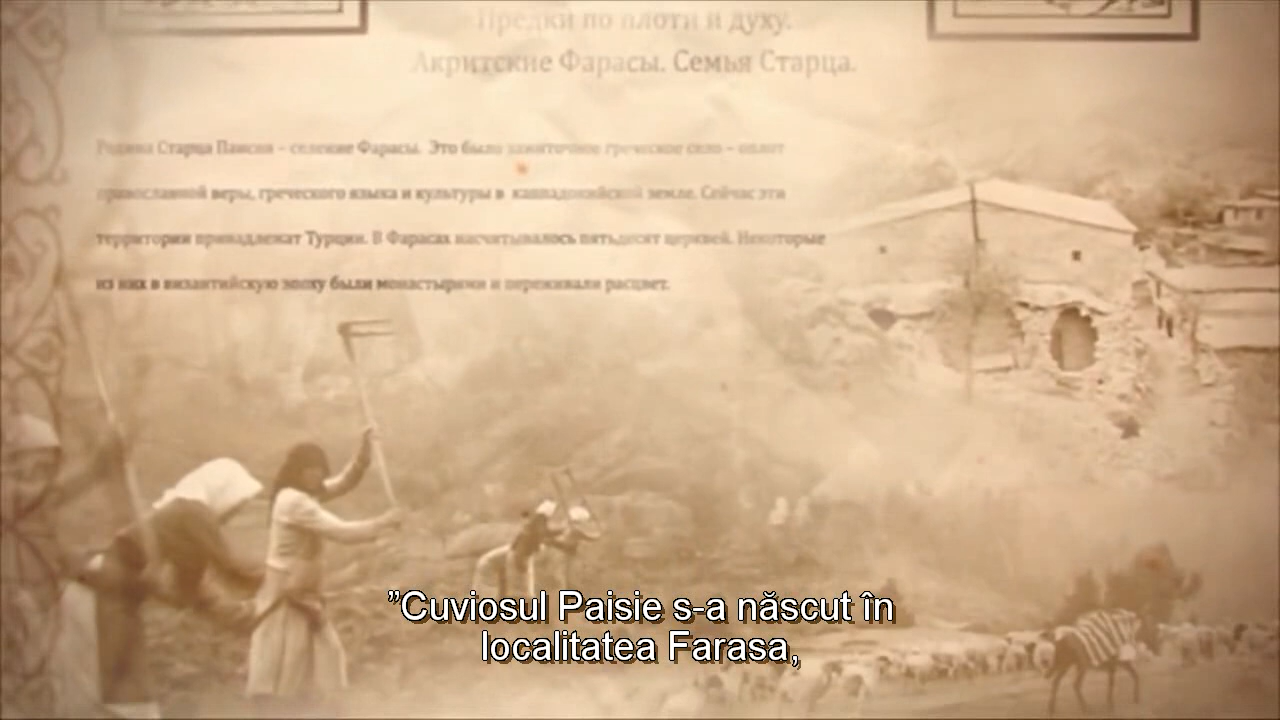 Предки по плоти и духу.
Акритские Фарасы. Семья Старца.
Родина Старца Паисия – селение Фарасы. Это было зажиточное греческое село – оплот
православной веры, греческого языка и культуры в каппадокийской земле. Сейчас эти
территории принадлежат Турции. В Фарасах насчитывалось пятьдесят церквей. Некоторые
из них в византийскую эпоху были монастырями и переживали расцвет.
”Cuviosul Paisie s-a născut în
localitatea Farasa,